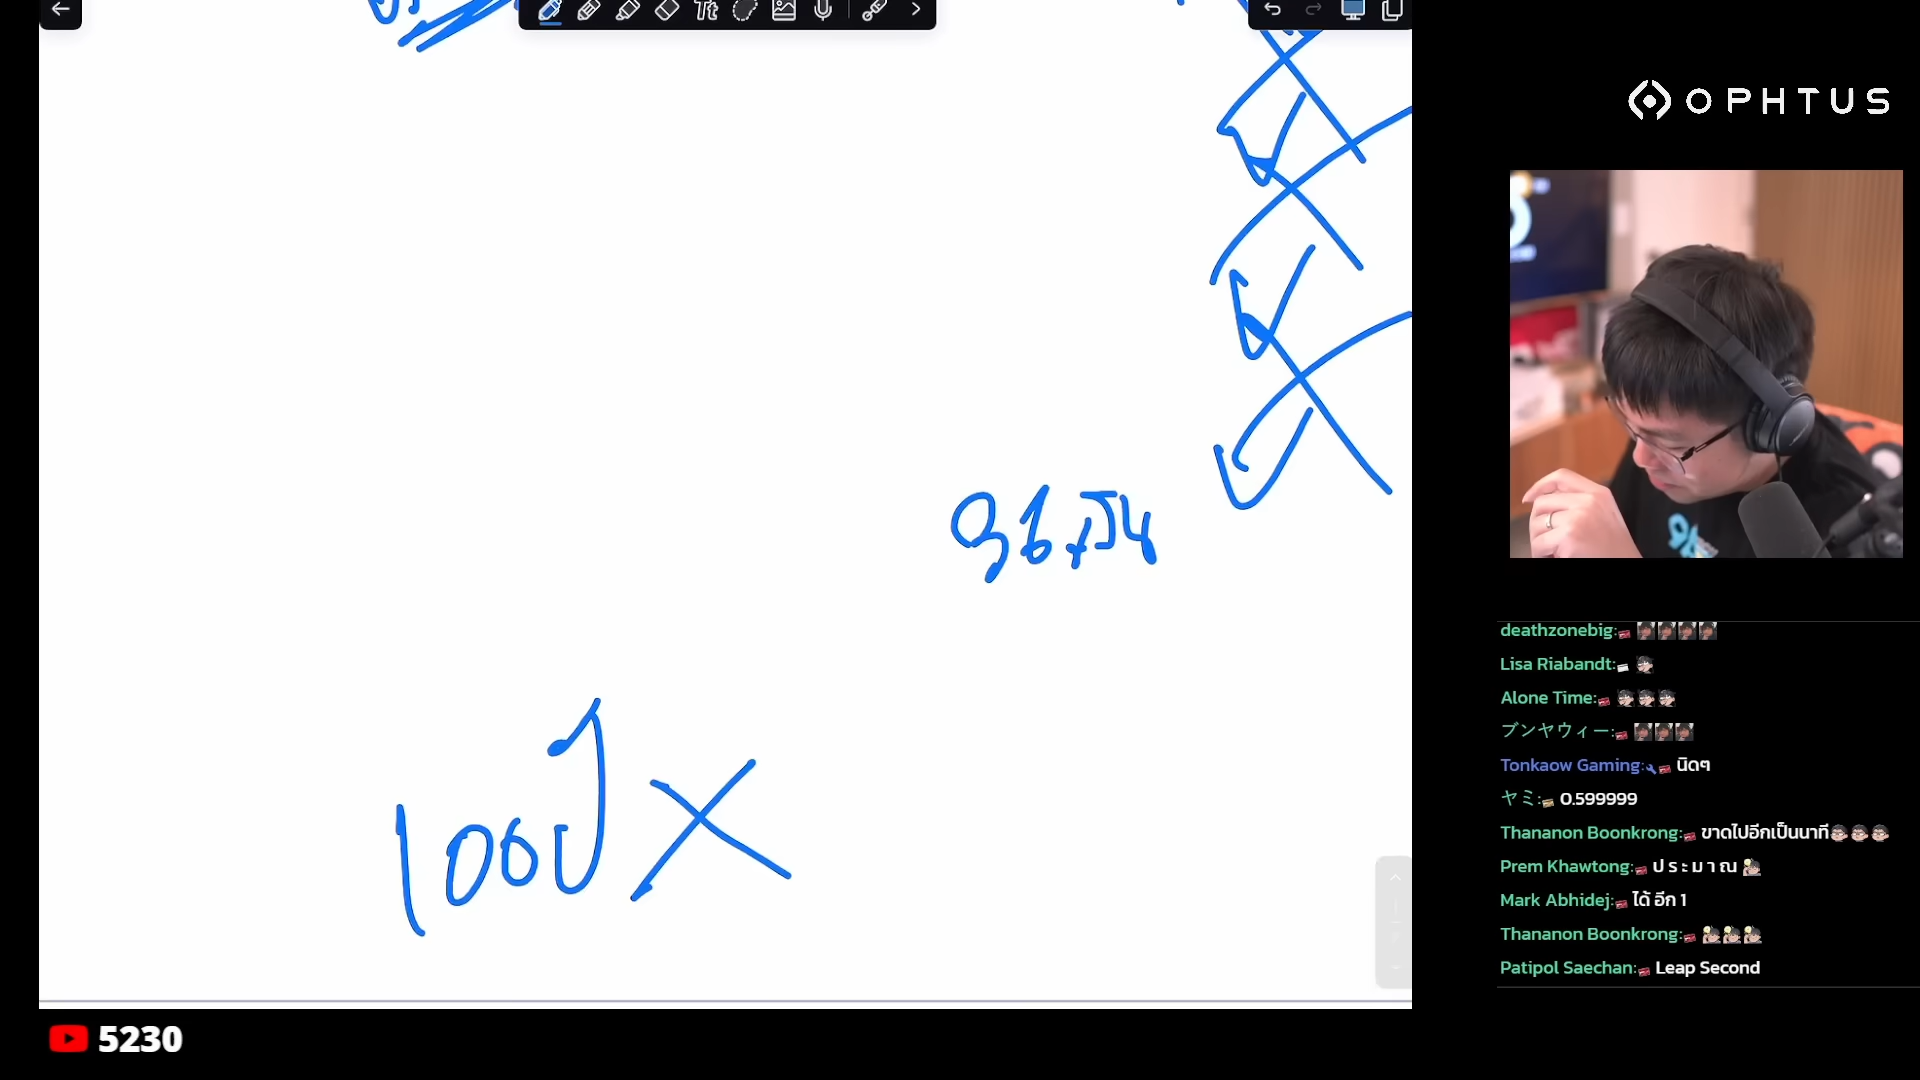 Tt
OPHTUS
100 ปี X
deathzonebig:
Lisa Riabandt:
Alone Time:
ブンヤウィー:
Tonkaow Gaming: นิดๆ
ヤミ: 0.599999
Thananon Boonkrong: ขาดไปอีกเป็นนาที
Prem Khawtong: ป ร ะ ม า ณ
Mark Abhidej: ได้ อีก 1
Thananon Boonkrong:
Patipol Saechan: Leap Second
5230